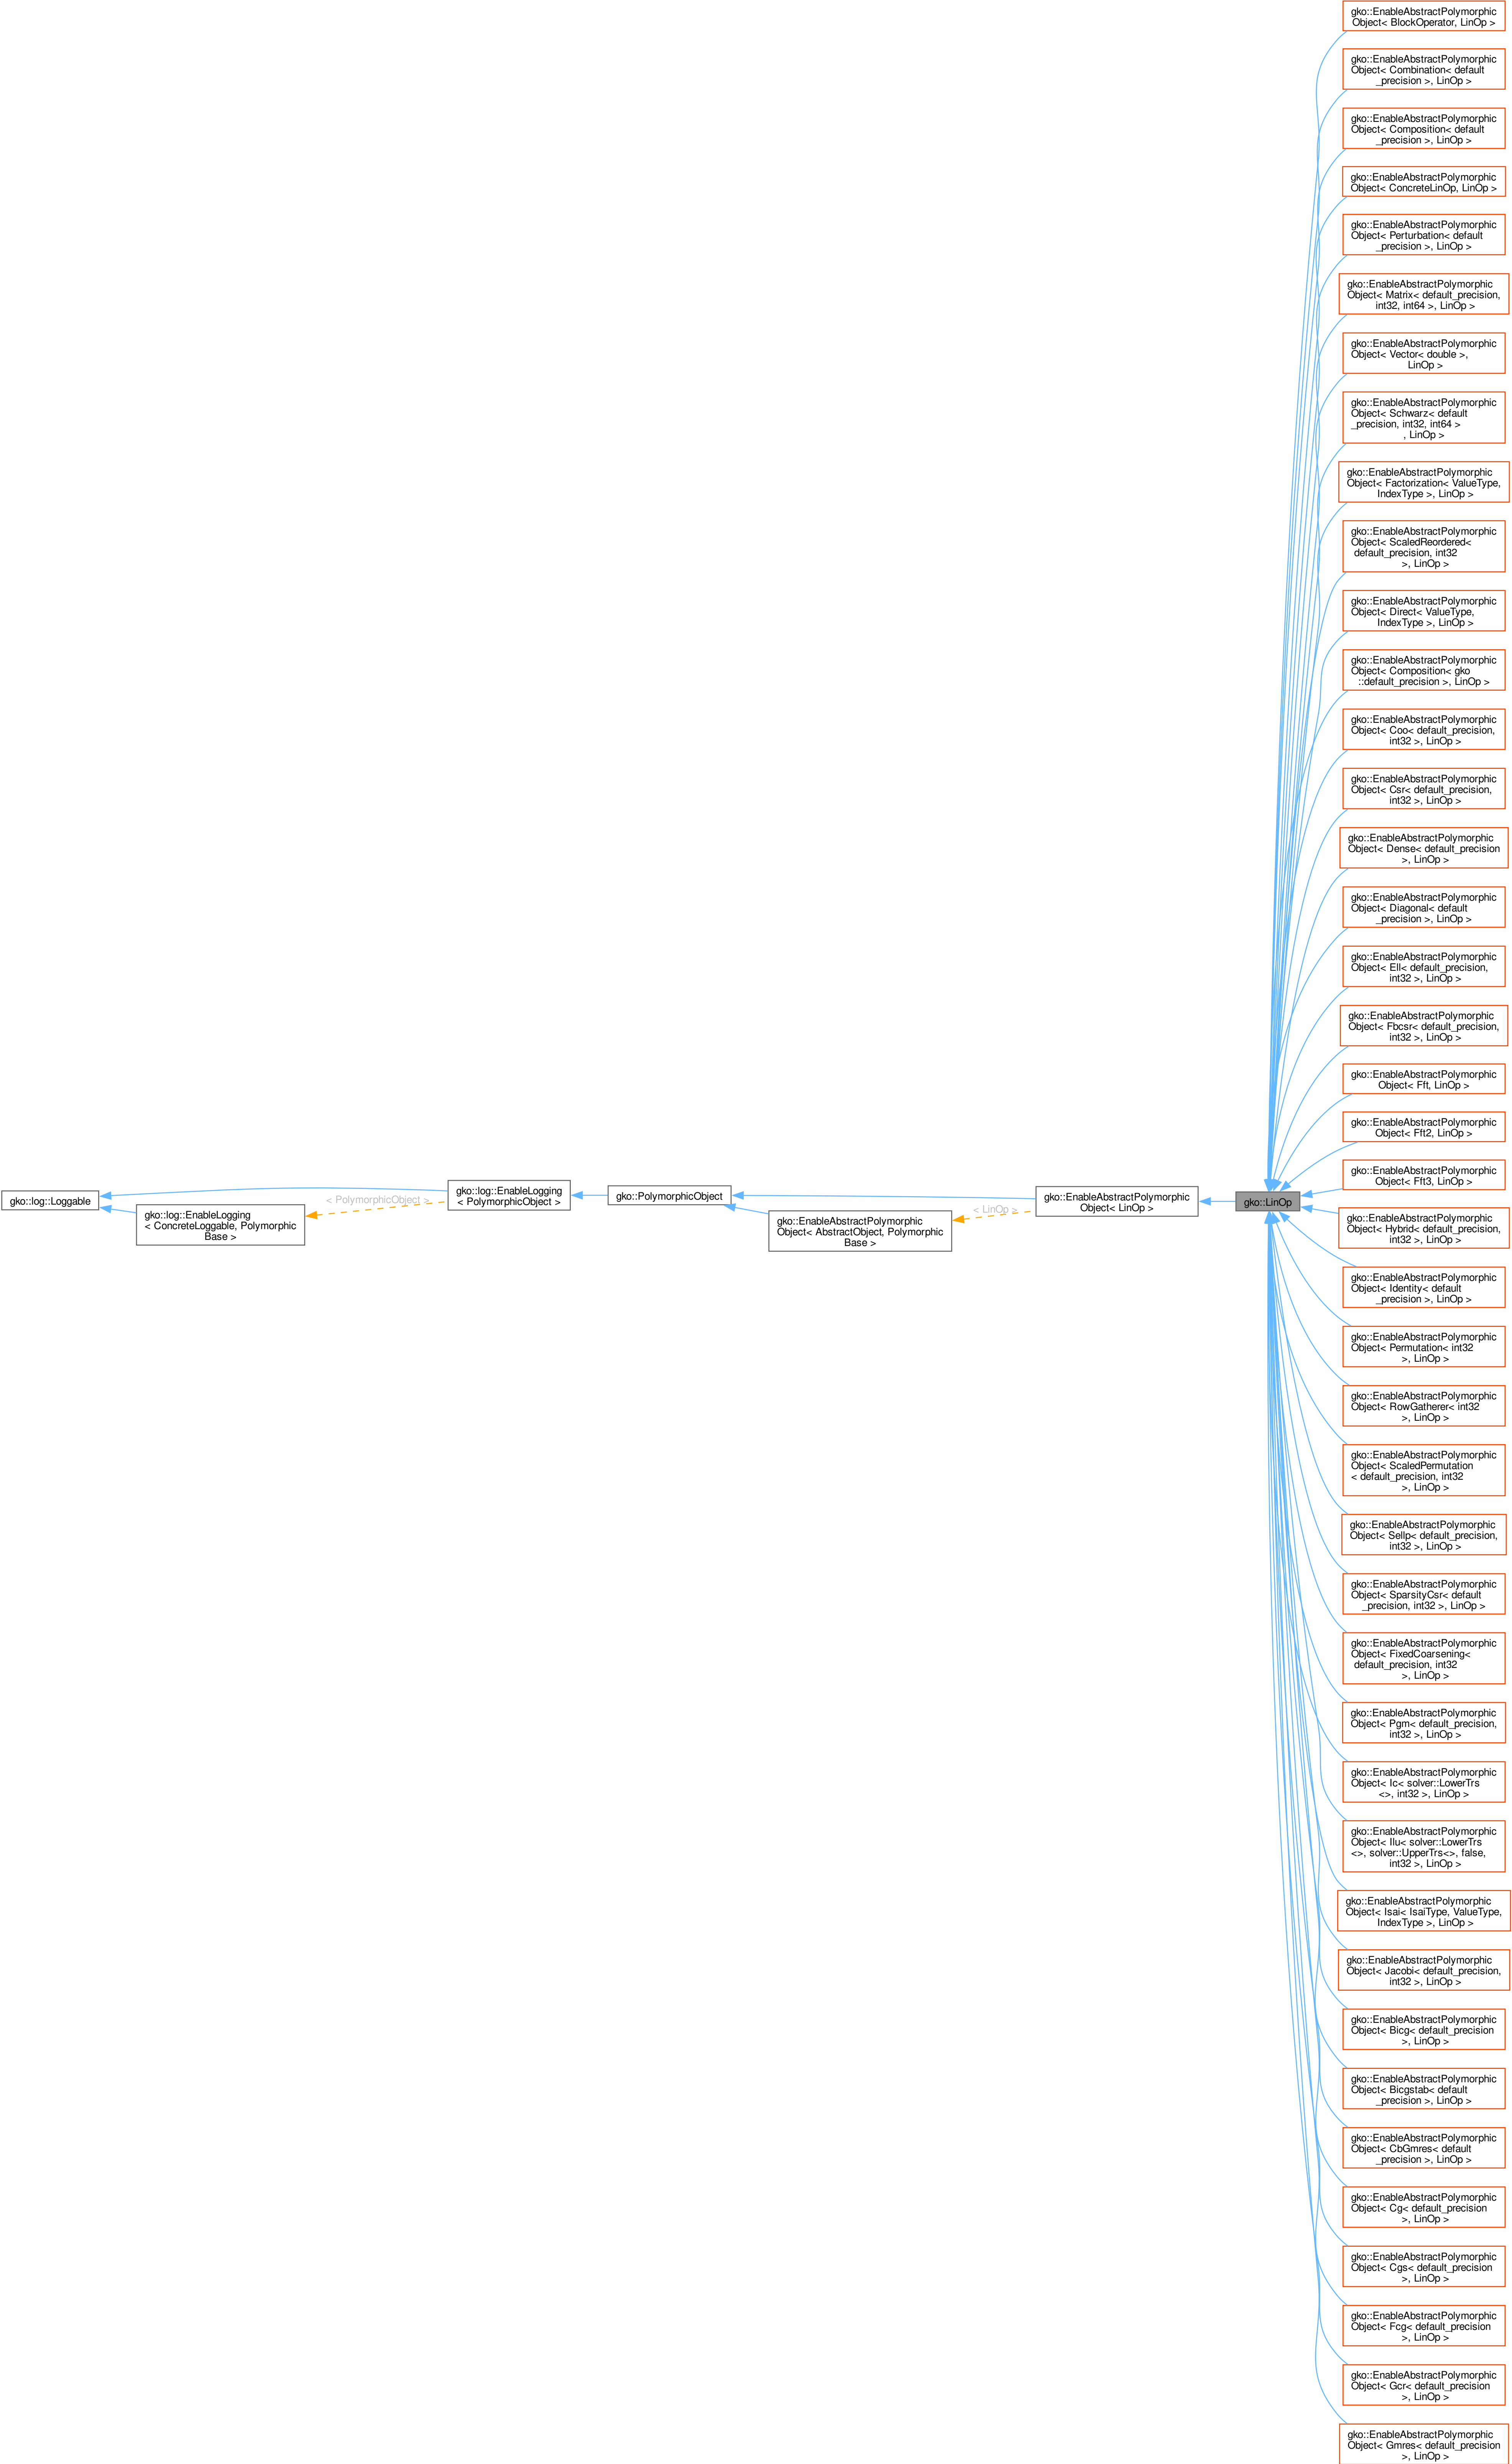 gko::log::Loggable
gko::log::EnableLogging
< ConcreteLoggable, Polymorphic
Base >
< PolymorphicObject >
gko::log::EnableLogging
< PolymorphicObject >
gko::PolymorphicObject
gko::EnableAbstractPolymorphic
Object< AbstractObject, Polymorphic
Base >
< LinOp >
gko::EnableAbstractPolymorphic
Object< LinOp >
gko::LinOp
gko::EnableAbstractPolymorphic
Object< BlockOperator, LinOp >
gko::EnableAbstractPolymorphic
Object< Combination< default
_precision >, LinOp >
gko::EnableAbstractPolymorphic
Object< Composition< default
_precision >, LinOp >
gko::EnableAbstractPolymorphic
Object< ConcreteLinOp, LinOp >
gko::EnableAbstractPolymorphic
Object< Perturbation< default
_precision >, LinOp >
gko::EnableAbstractPolymorphic
Object< Matrix< default_precision,
int32, int64 >, LinOp >
gko::EnableAbstractPolymorphic
Object< Vector< double >,
LinOp >
gko::EnableAbstractPolymorphic
Object< Schwarz< default
_precision, int32, int64 >
, LinOp >
gko::EnableAbstractPolymorphic
Object< Factorization< ValueType,
IndexType >, LinOp >
gko::EnableAbstractPolymorphic
Object< ScaledReordered<
default_precision, int32
>, LinOp >
gko::EnableAbstractPolymorphic
Object< Direct< ValueType,
IndexType >, LinOp >
gko::EnableAbstractPolymorphic
Object< Composition< gko
::default_precision >, LinOp >
gko::EnableAbstractPolymorphic
Object< Coo< default_precision,
int32 >, LinOp >
gko::EnableAbstractPolymorphic
Object< Csr< default_precision,
int32 >, LinOp >
gko::EnableAbstractPolymorphic
Object< Dense< default_precision
>, LinOp >
gko::EnableAbstractPolymorphic
Object< Diagonal< default
_precision >, LinOp >
gko::EnableAbstractPolymorphic
Object< Ell< default_precision,
int32 >, LinOp >
gko::EnableAbstractPolymorphic
Object< Fbcsr< default_precision,
int32 >, LinOp >
gko::EnableAbstractPolymorphic
Object< Fft, LinOp >
gko::EnableAbstractPolymorphic
Object< Fft2, LinOp >
gko::EnableAbstractPolymorphic
Object< Fft3, LinOp >
gko::EnableAbstractPolymorphic
Object< Hybrid< default_precision,
int32 >, LinOp >
gko::EnableAbstractPolymorphic
Object< Identity< default
_precision >, LinOp >
gko::EnableAbstractPolymorphic
Object< Permutation< int32
>, LinOp >
gko::EnableAbstractPolymorphic
Object< RowGatherer< int32
>, LinOp >
gko::EnableAbstractPolymorphic
Object< ScaledPermutation
< default_precision, int32
>, LinOp >
gko::EnableAbstractPolymorphic
Object< Sellp< default_precision,
int32 >, LinOp >
gko::EnableAbstractPolymorphic
Object< SparsityCsr< default
_precision, int32 >, LinOp >
gko::EnableAbstractPolymorphic
Object< FixedCoarsening<
default_precision, int32
>, LinOp >
gko::EnableAbstractPolymorphic
Object< Pgm< default_precision,
int32 >, LinOp >
gko::EnableAbstractPolymorphic
Object< Ic< solver::LowerTrs
<>, int32 >, LinOp >
gko::EnableAbstractPolymorphic
Object< Ilu< solver::LowerTrs
<>, solver::UpperTrs<>, false,
int32 >, LinOp >
gko::EnableAbstractPolymorphic
Object< Isai< IsaiType, ValueType,
IndexType >, LinOp >
gko::EnableAbstractPolymorphic
Object< Jacobi< default_precision,
int32 >, LinOp >
gko::EnableAbstractPolymorphic
Object< Bicg< default_precision
>, LinOp >
gko::EnableAbstractPolymorphic
Object< Bicgstab< default
_precision >, LinOp >
gko::EnableAbstractPolymorphic
Object< CbGmres< default
_precision >, LinOp >
gko::EnableAbstractPolymorphic
Object< Cg< default_precision
>, LinOp >
gko::EnableAbstractPolymorphic
Object< Cgs< default_precision
>, LinOp >
gko::EnableAbstractPolymorphic
Object< Fcg< default_precision
>, LinOp >
gko::EnableAbstractPolymorphic
Object< Gcr< default_precision
>, LinOp >
gko::EnableAbstractPolymorphic
Object< Gmres< default_precision
>, LinOp >